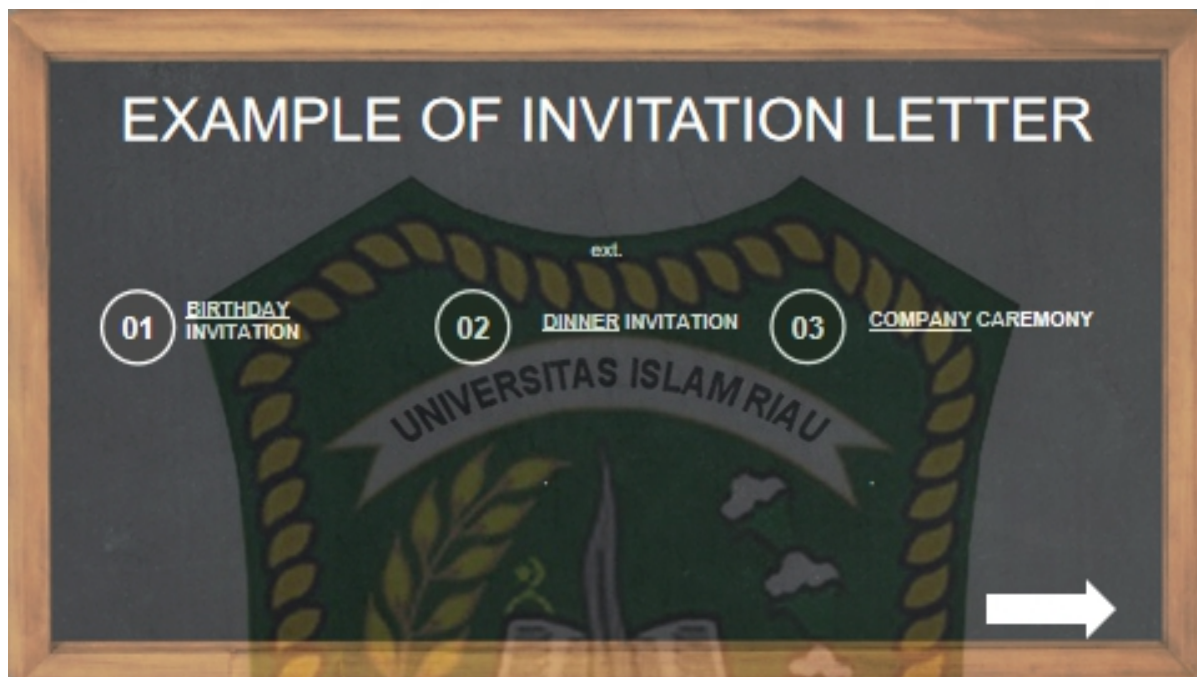 EXAMPLE OF INVITATION LETTER
ext.
01
BIRTHDAY
INVITATION
02
DINNER INVITATION
03
COMPANY CAREMONY
UNIVERSITAS ISLAM RIAU